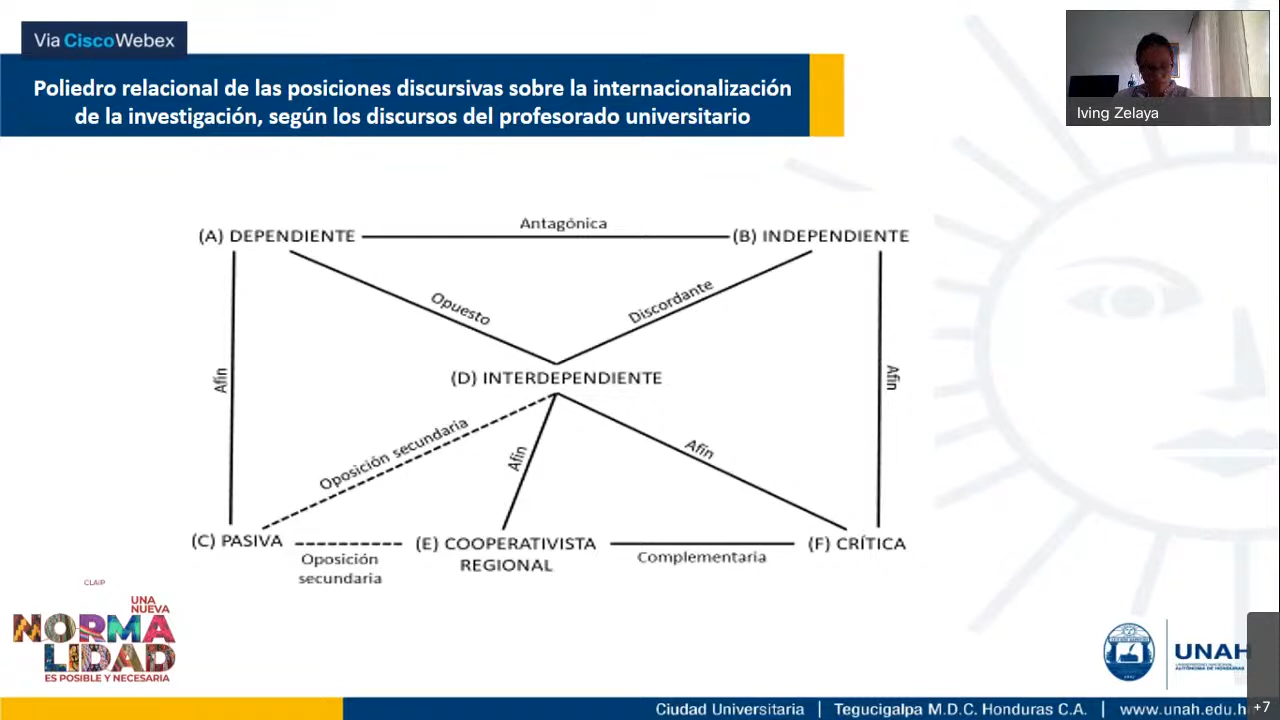 Vía CiscoWebex
Poliedro relacional de las posiciones discursivas sobre la internacionalización
de la investigación, según los discursos del profesorado universitario
Iving Zelaya
Antagónica
(A) DEPENDIENTE
(B) INDEPENDIENTE
Opuesto
Discordante
Afin
(D) INTERDEPENDIENTE
Afin
Oposición secundaria
Afin
Afin
(C) PASIVA
(E) COOPERATIVISTA
REGIONAL
(F) CRÍTICA
Oposición
secundaria
Complementaria
CLAIP
UNA
NUEVA
NORMA
LIDAD
ES POSIBLE Y NECESARIA
UNAH
UNIVERSIDAD NACIONAL
AUTÓNOMA DE HONDURAS
Ciudad Universitaria | Tegucigalpa M.D.C. Honduras C.A. | www.unah.edu.h
+7